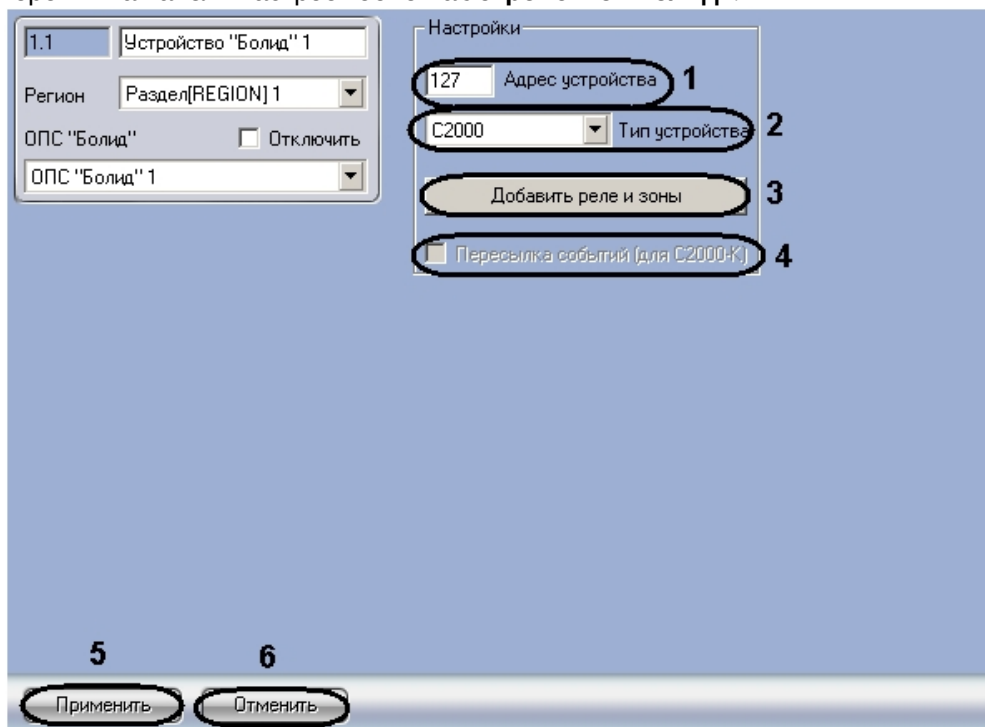 1.1 Устройство "Болид" 1
Регион Раздел[REGION] 1
ОПС "Болид" Отключить
ОПС "Болид" 1
Настройки
127 Адрес устройства 1
C2000 Тип устройства 2
Добавить реле и зоны 3
Пересылка событий (для С2000-К) 4
5 6
Применить Отменить